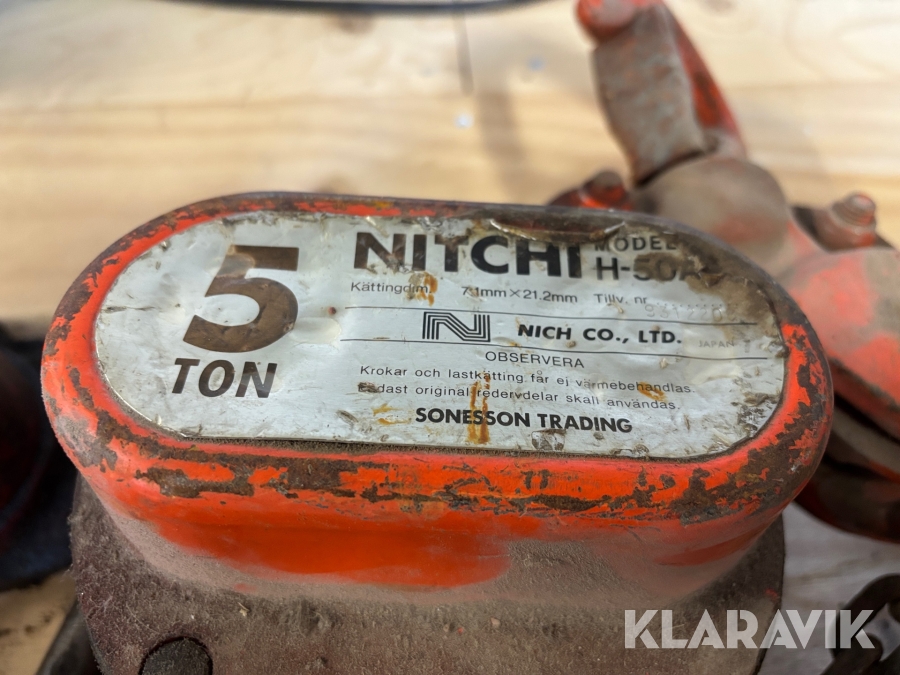 5
TON
NITCHI MODEL
H-50A
Kättingdim. 7.1mm×21.2mm Tillv. nr
NICH CO., LTD. JAPAN
OBSERVERA
Krokar och lastkätting får ej värmebehandlas.
Endast original reservdelar skall användas.
SONESSON TRADING
KLARAVIK